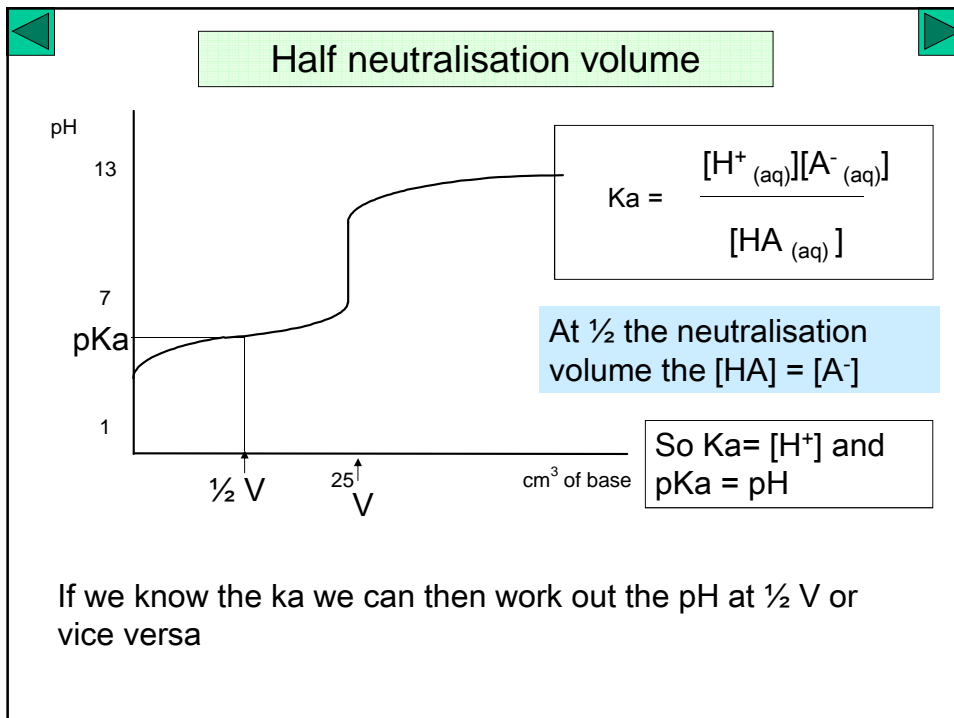 Half neutralisation volume
pH
13
7
pKa
1
½ V
25
V
cm³ of base
Ka =
[H⁺ (aq)][A⁻ (aq)]
[HA (aq) ]
At ½ the neutralisation
volume the [HA] = [A⁻]
So Ka= [H⁺] and
pKa = pH
If we know the ka we can then work out the pH at ½ V or
vice versa